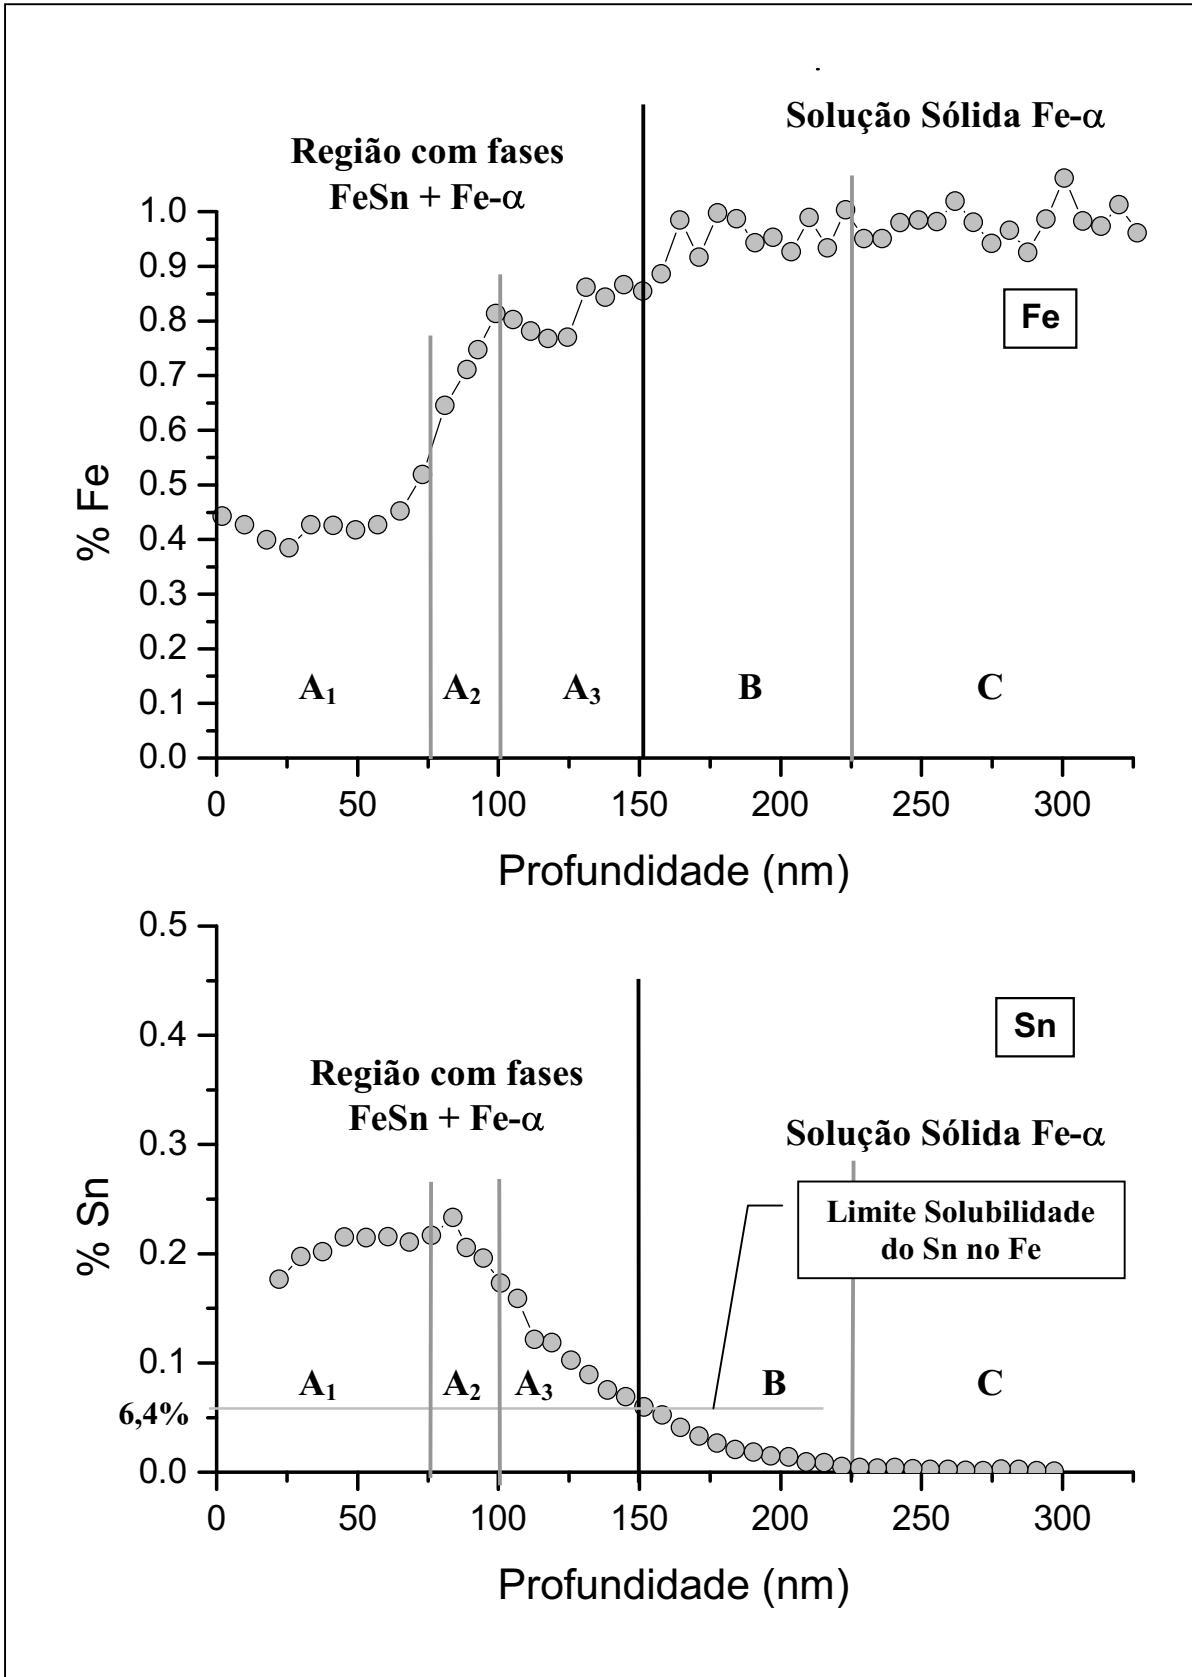 Solução Sólida Fe-α
Região com fases
FeSn + Fe-α
1.0
0.9
0.8
0.7
0.6
0.5
0.4
0.3
0.2
0.1
0.0
% Fe
Fe
A₁
A₂
A₃
B
C
0 50 100 150 200 250 300
Profundidade (nm)
0.5
0.4
0.3
0.2
0.1
0.0
% Sn
Sn
Região com fases
FeSn + Fe-α
Solução Sólida Fe-α
Limite Solubilidade
do Sn no Fe
A₁
A₂
A₃
B
C
6,4%
0 50 100 150 200 250 300
Profundidade (nm)